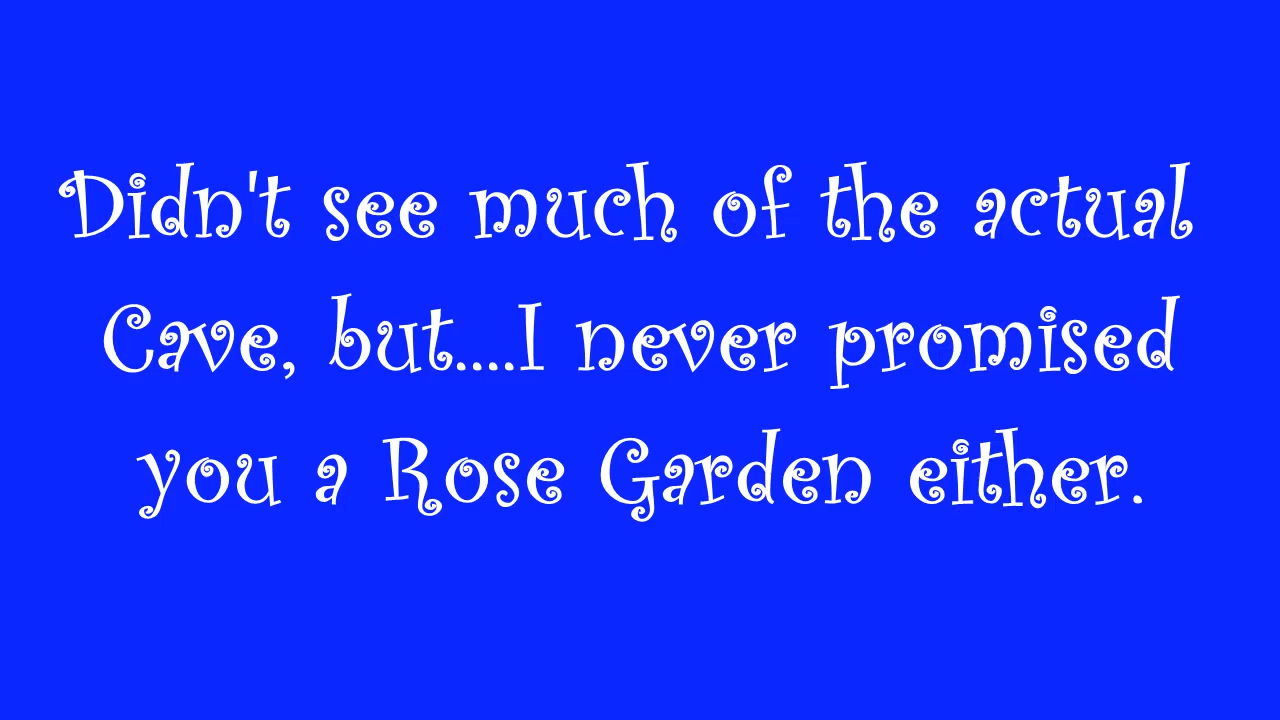 Didn't see much of the actual
Cave, but....I never promised
you a Rose Garden either.